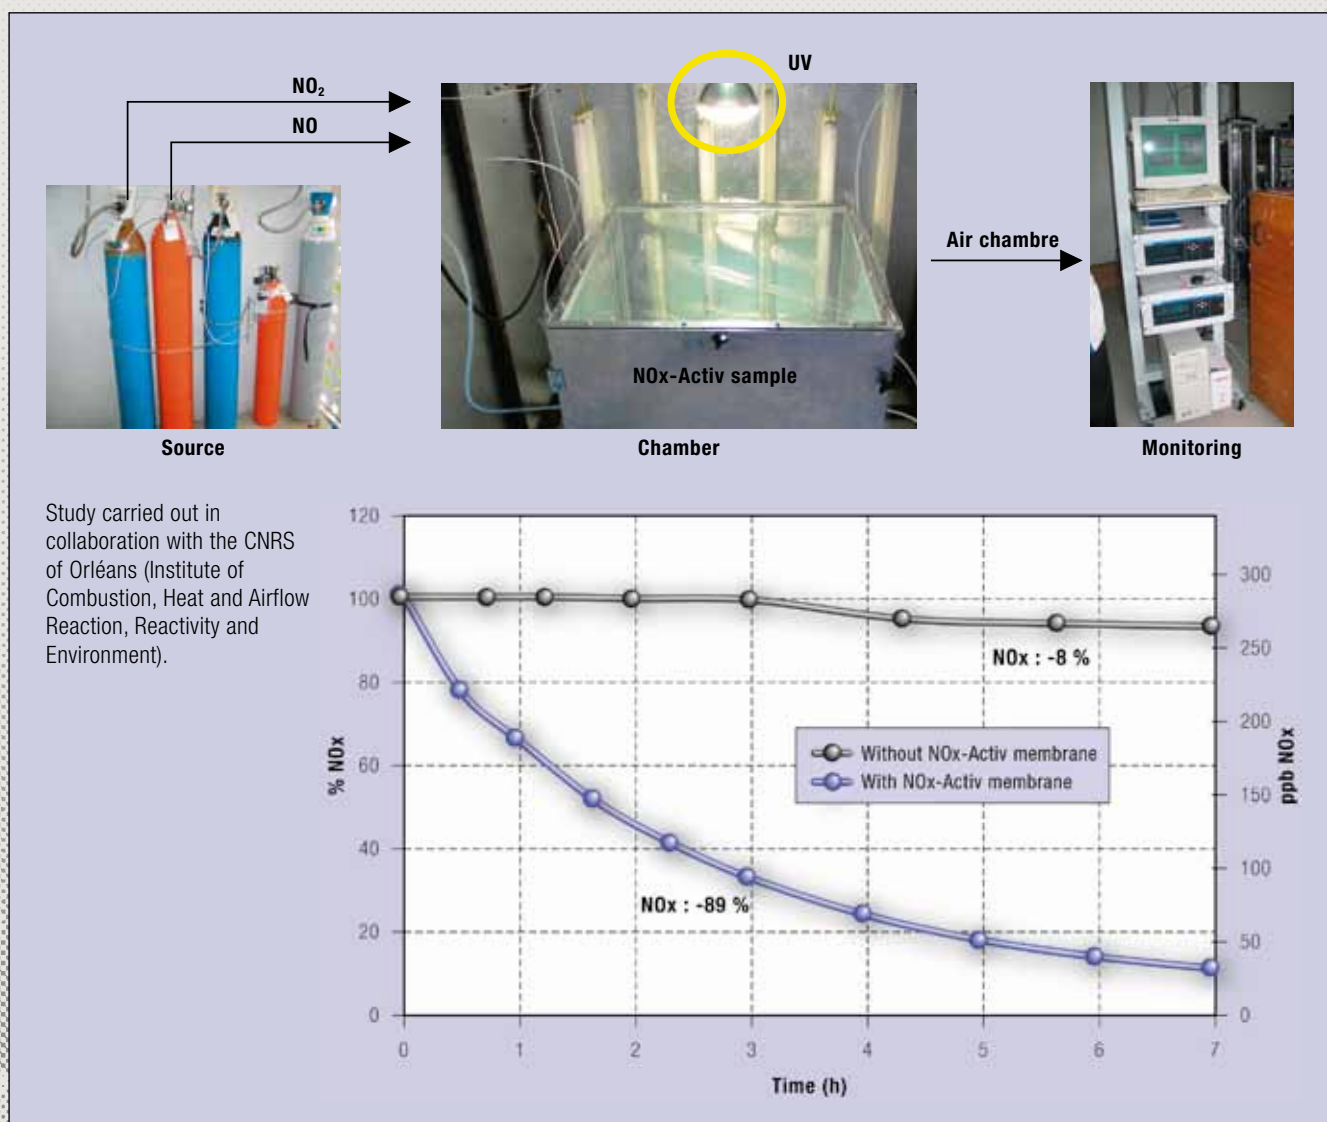 UV
NO₂
NO
Air chambre
NOx-Activ sample
Source
Chamber
Monitoring
Study carried out in
collaboration with the CNRS
of Orléans (Institute of
Combustion, Heat and Airflow
Reaction, Reactivity and
Environment).
120
100
80
60
40
20
0
% NOx
300
250
200
150
100
50
0
ppb NOx
NOx : -8 %
Without NOx-Activ membrane
With NOx-Activ membrane
NOx : -89 %
0 1 2 3 4 5 6 7
Time (h)